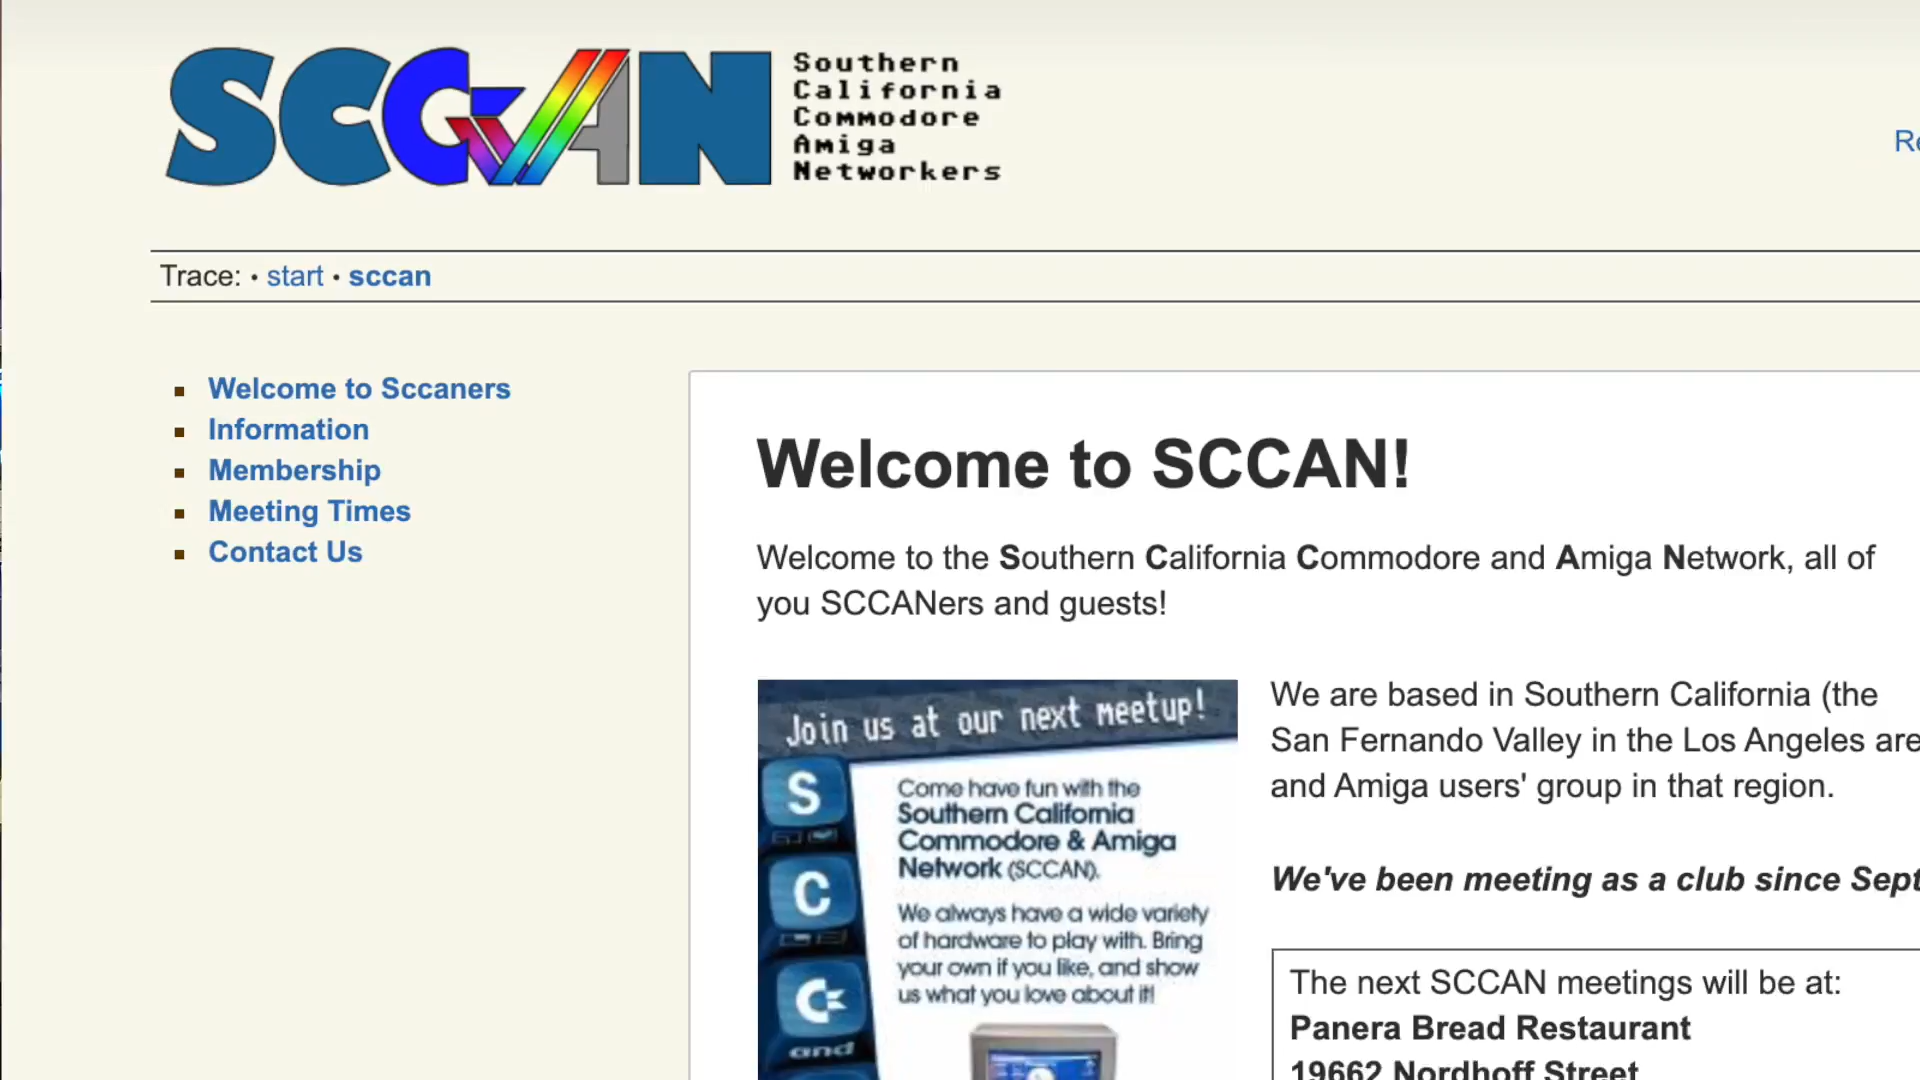 SCCAN
Southern
California
Commodore
Amiga
Networkers
Trace: • start • sccan
Welcome to Sccaners
Information
Membership
Meeting Times
Contact Us
Welcome to SCCAN!
Welcome to the Southern California Commodore and Amiga Network, all of
you SCCANers and guests!
Join us at our next meetup!
S
C
C
and
Come have fun with the
Southern California
Commodore & Amiga
Network (SCCAN).
We always have a wide variety
of hardware to play with. Bring
your own if you like, and show
us what you love about it!
We are based in Southern California (the
San Fernando Valley in the Los Angeles are
and Amiga users' group in that region.
We've been meeting as a club since Sept
The next SCCAN meetings will be at:
Panera Bread Restaurant
19662 Nordhoff Street